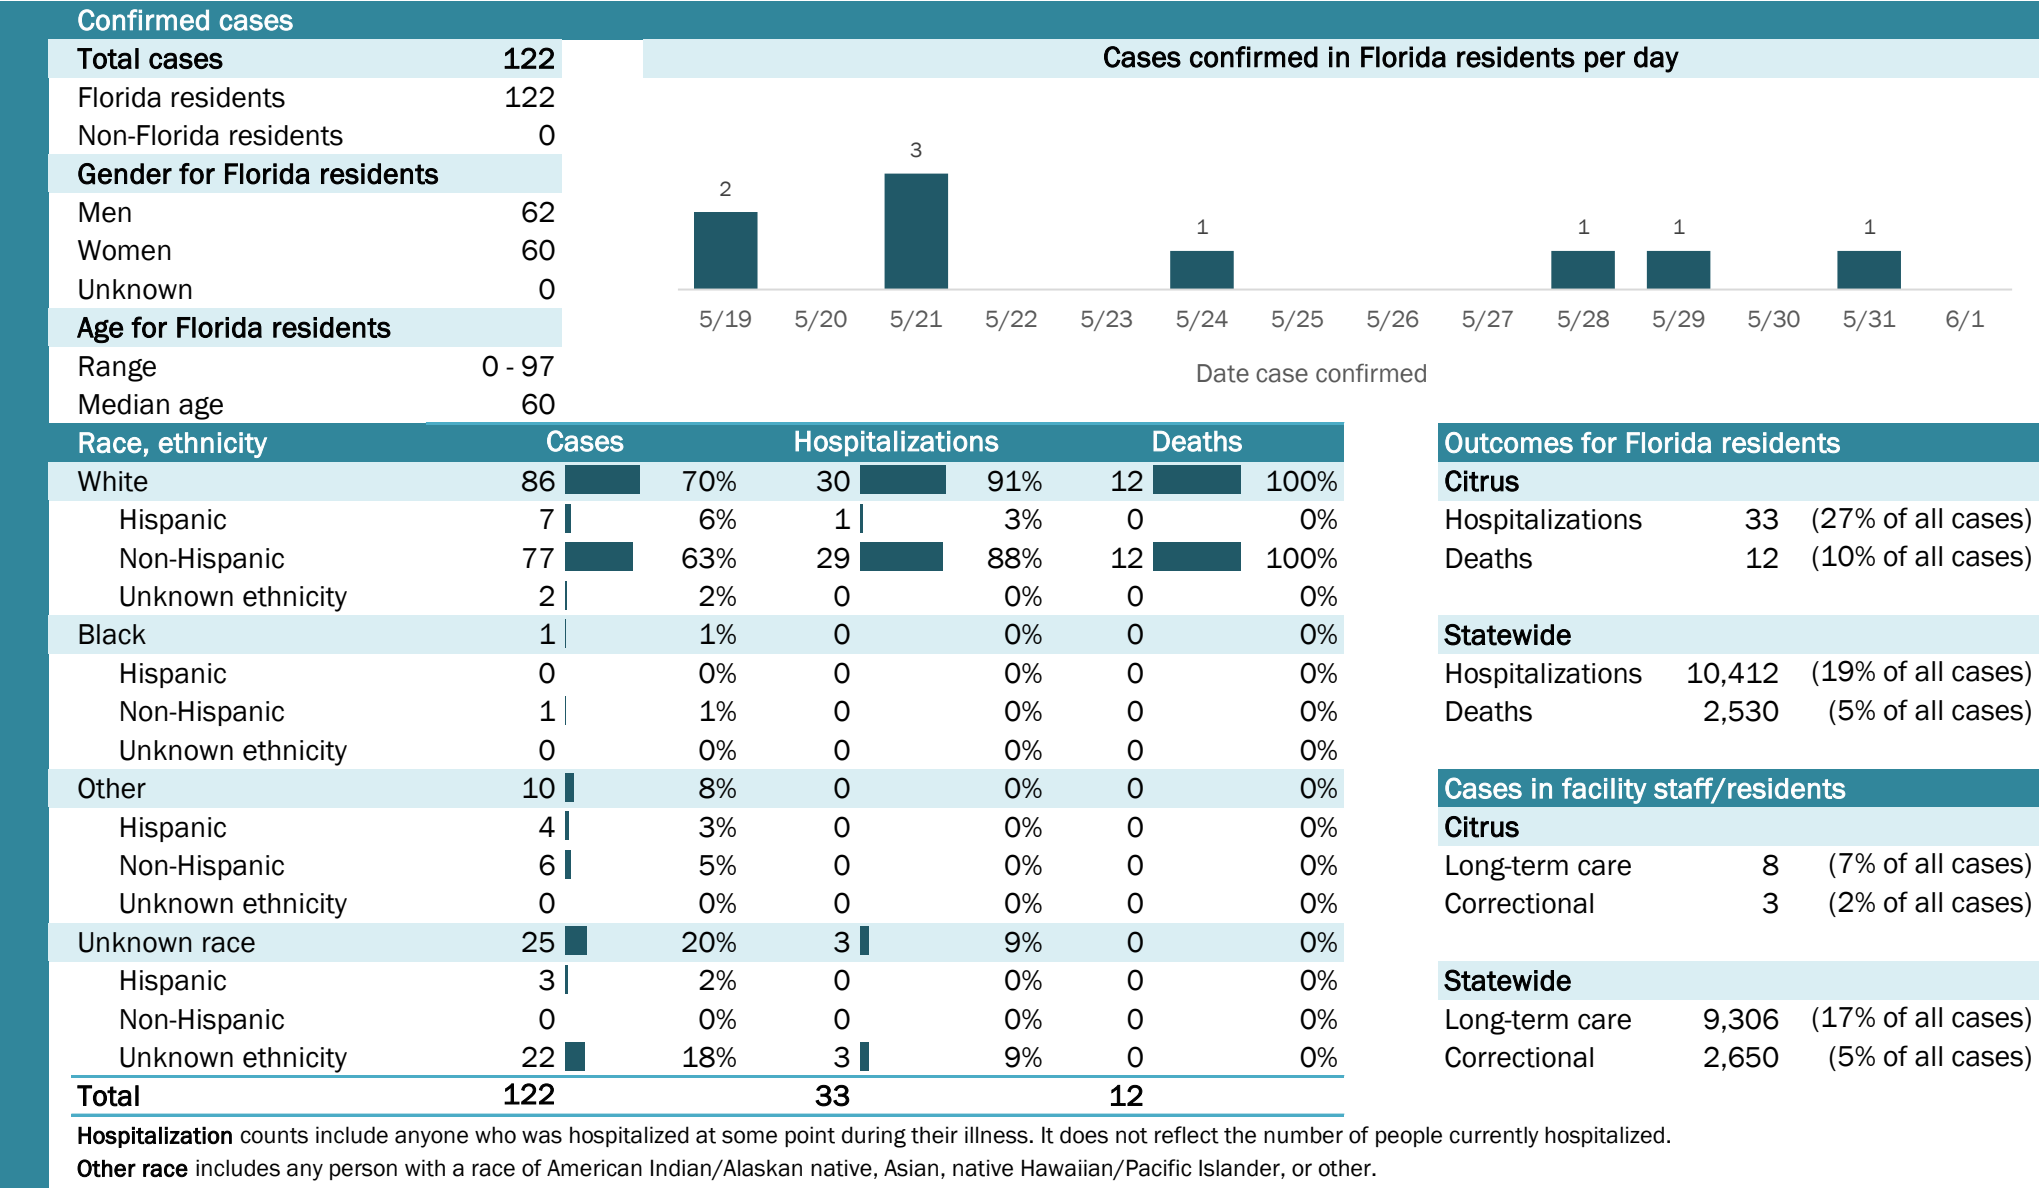 Confirmed cases
Total cases 122
Florida residents 122
Non-Florida residents 0
Gender for Florida residents
Men 62
Women 60
Unknown 0
Age for Florida residents
Range 0 - 97
Median age 60
Cases confirmed in Florida residents per day
2 3 1 1 1 1
5/19 5/20 5/21 5/22 5/23 5/24 5/25 5/26 5/27 5/28 5/29 5/30 5/31 6/1
Date case confirmed
Race, ethnicity Cases Hospitalizations Deaths
White 86 70% 30 91% 12 100%
Hispanic 7 6% 1 3% 0 0%
Non-Hispanic 77 63% 29 88% 12 100%
Unknown ethnicity 2 2% 0 0% 0 0%
Black 1 1% 0 0% 0 0%
Hispanic 0 0% 0 0% 0 0%
Non-Hispanic 1 1% 0 0% 0 0%
Unknown ethnicity 0 0% 0 0% 0 0%
Other 10 8% 0 0% 0 0%
Hispanic 4 3% 0 0% 0 0%
Non-Hispanic 6 5% 0 0% 0 0%
Unknown ethnicity 0 0% 0 0% 0 0%
Unknown race 25 20% 3 9% 0 0%
Hispanic 3 2% 0 0% 0 0%
Non-Hispanic 0 0% 0 0% 0 0%
Unknown ethnicity 22 18% 3 9% 0 0%
Total 122 33 12
Outcomes for Florida residents
Citrus
Hospitalizations 33 (27% of all cases)
Deaths 12 (10% of all cases)
Statewide
Hospitalizations 10,412 (19% of all cases)
Deaths 2,530 (5% of all cases)
Cases in facility staff/residents
Citrus
Long-term care 8 (7% of all cases)
Correctional 3 (2% of all cases)
Statewide
Long-term care 9,306 (17% of all cases)
Correctional 2,650 (5% of all cases)
Hospitalization counts include anyone who was hospitalized at some point during their illness. It does not reflect the number of people currently hospitalized.
Other race includes any person with a race of American Indian/Alaskan native, Asian, native Hawaiian/Pacific Islander, or other.